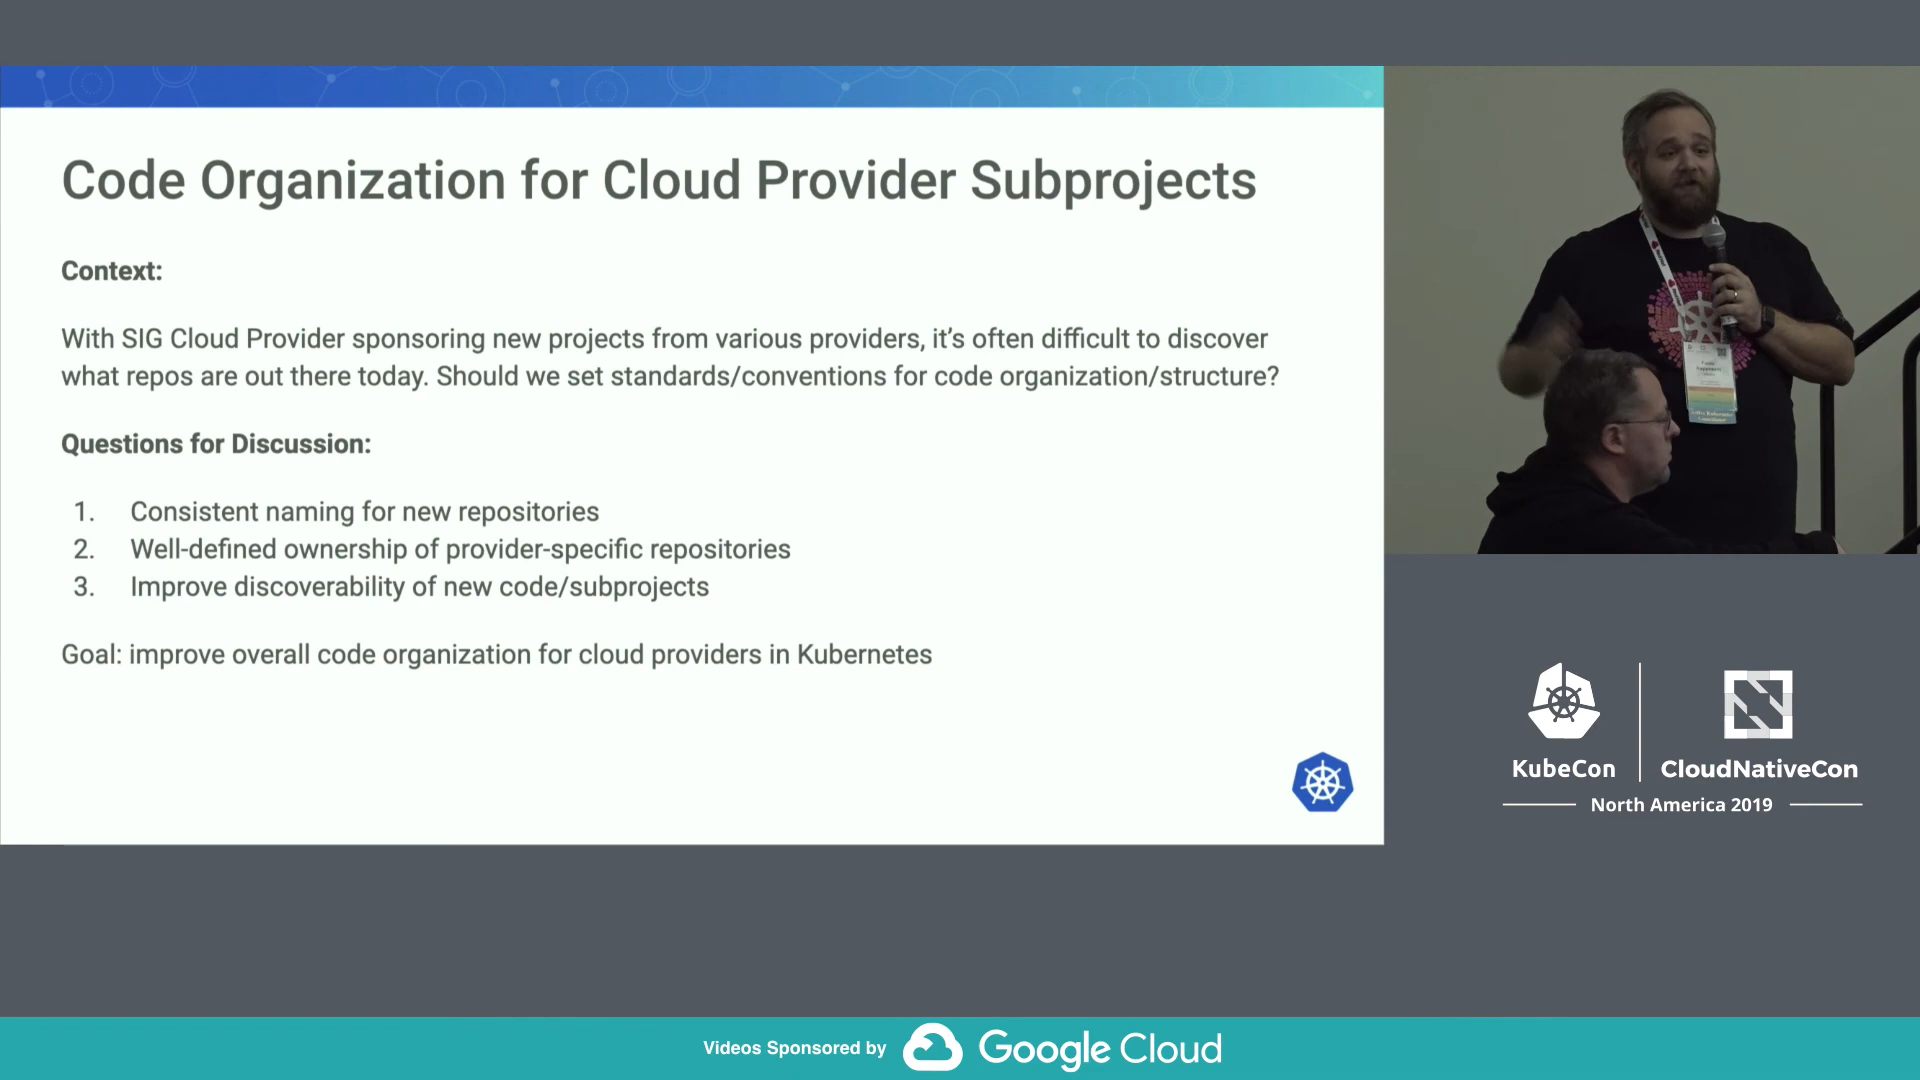 Code Organization for Cloud Provider Subprojects
Context:
With SIG Cloud Provider sponsoring new projects from various providers, it's often difficult to discover
what repos are out there today. Should we set standards/conventions for code organization/structure?
Questions for Discussion:
1. Consistent naming for new repositories
2. Well-defined ownership of provider-specific repositories
3. Improve discoverability of new code/subprojects
Goal: improve overall code organization for cloud providers in Kubernetes
KubeCon
CloudNativeCon
North America 2019
Videos Sponsored by
Google Cloud